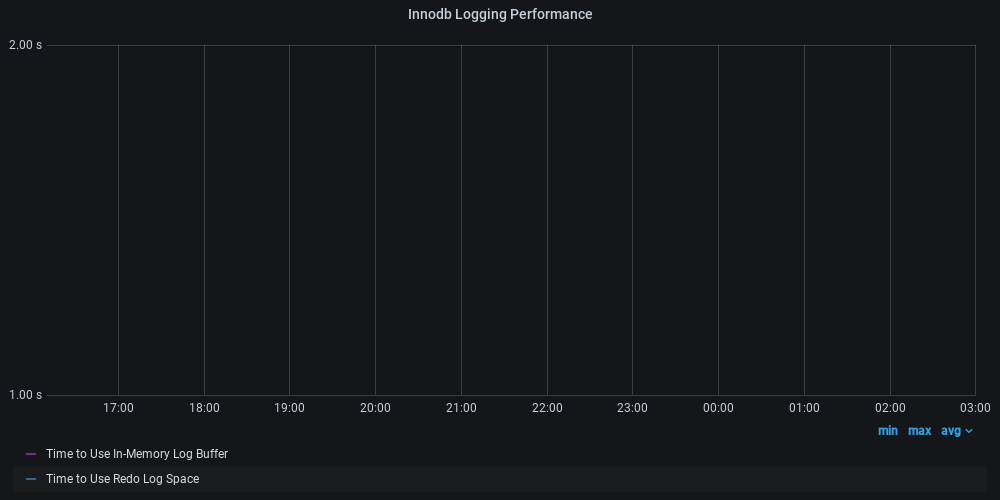 Innodb Logging Performance
2.00 s
1.00 s
17:00 18:00 19:00 20:00 21:00 22:00 23:00 00:00 01:00 02:00 03:00
min max avg
Time to Use In-Memory Log Buffer
Time to Use Redo Log Space